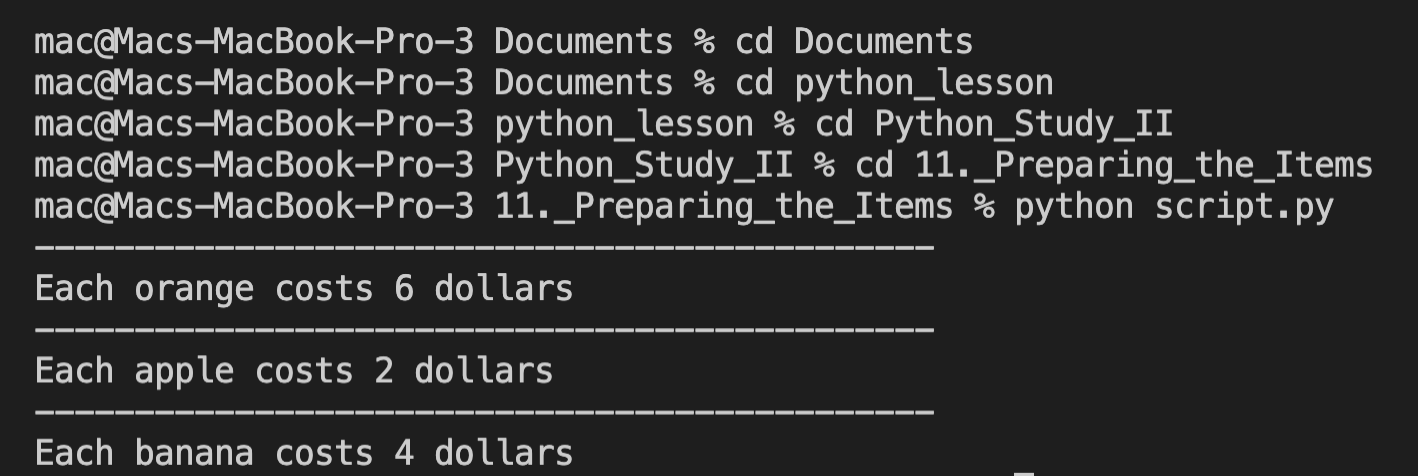 mac@Macs-MacBook-Pro-3 Documents % cd Documents
mac@Macs-MacBook-Pro-3 Documents % cd python_lesson
mac@Macs-MacBook-Pro-3 python_lesson % cd Python_Study_II
mac@Macs-MacBook-Pro-3 Python_Study_II % cd 11._Preparing_the_Items
mac@Macs-MacBook-Pro-3 11._Preparing_the_Items % python script.py
---------------------------------------------
Each orange costs 6 dollars
---------------------------------------------
Each apple costs 2 dollars
---------------------------------------------
Each banana costs 4 dollars